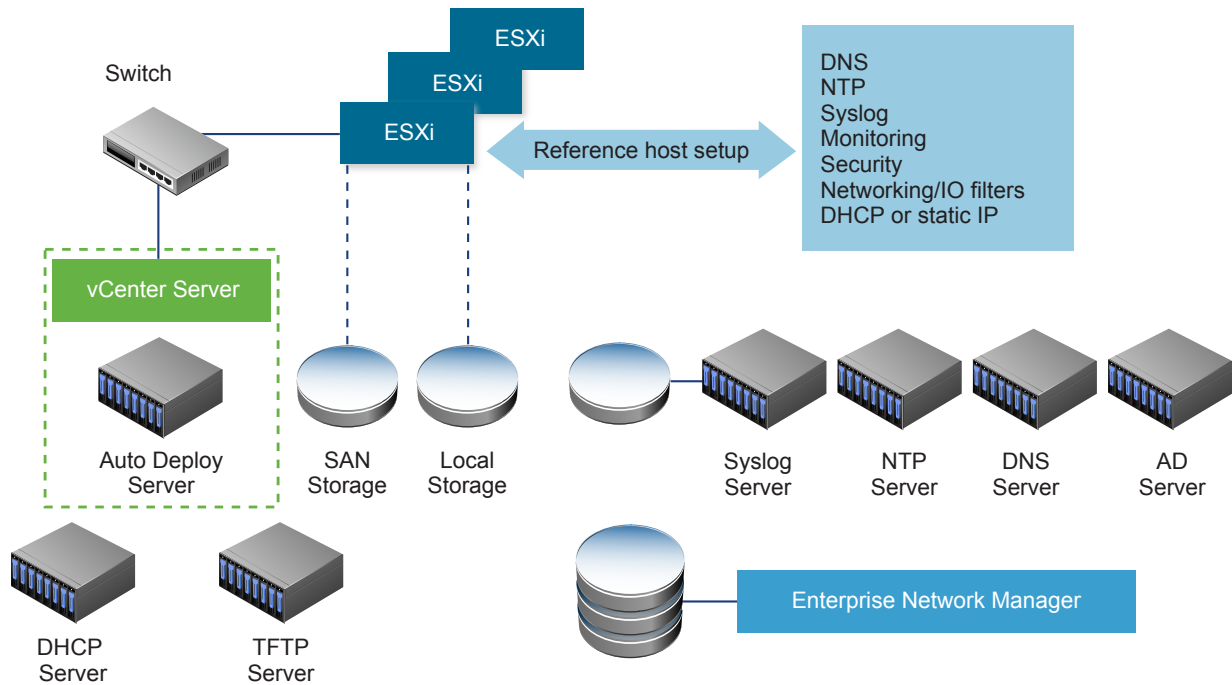 ESXi
ESXi
ESXi
Switch
Reference host setup
DNS
NTP
Syslog
Monitoring
Security
Networking/IO filters
DHCP or static IP
vCenter Server
Auto Deploy
Server
SAN
Storage
Local
Storage
Syslog
Server
NTP
Server
DNS
Server
AD
Server
DHCP
Server
TFTP
Server
Enterprise Network Manager